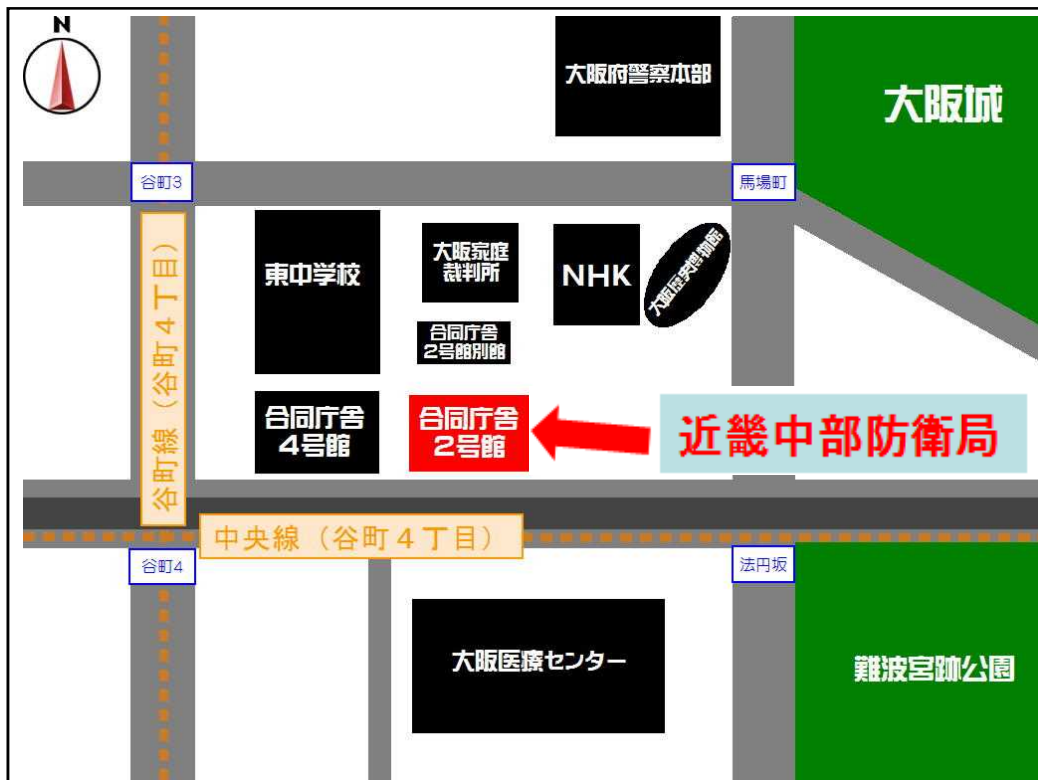 N
大阪府警察本部
大阪城
谷町3
馬場町
谷町線（谷町４丁目）
東中学校
大阪家庭
裁判所
NHK
大阪歴史博物館
合同庁舎
2号館別館
合同庁舎
4号館
合同庁舎
2号館
近畿中部防衛局
中央線（谷町４丁目）
谷町4
法円坂
大阪医療センター
難波宮跡公園